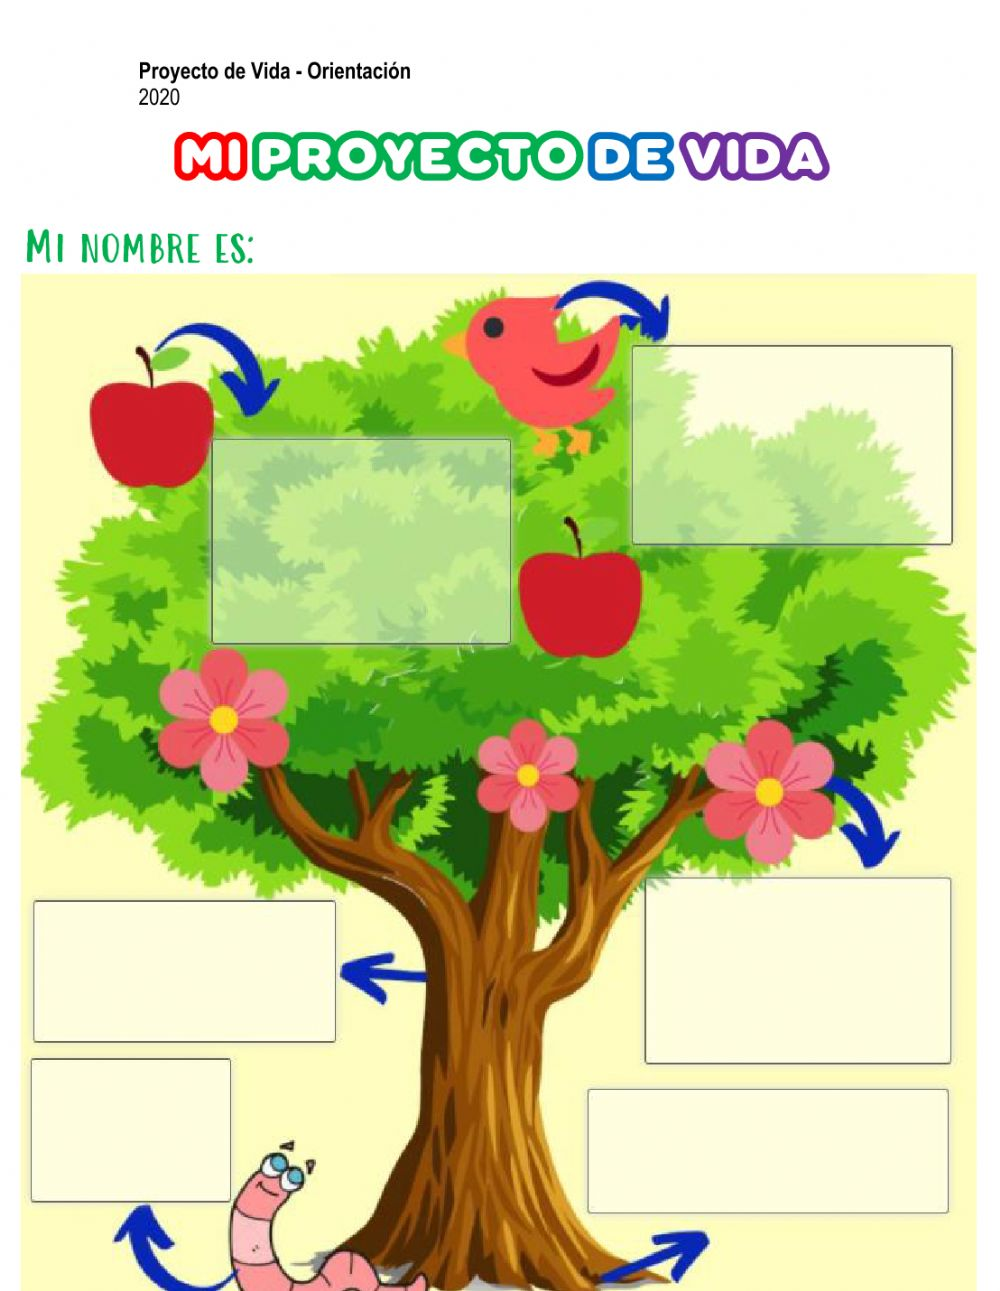 Proyecto de Vida - Orientación
2020
MI PROYECTO DE VIDA
MI NOMBRE ES: